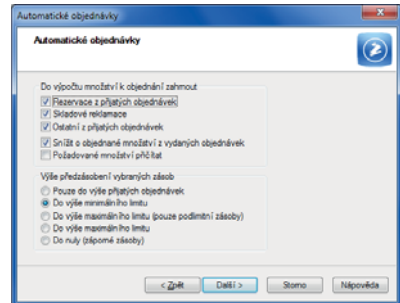 Automatické objednávky
Automatické objednávky
Do výpočtu množství k objednání zahrnout
Rezervace z přijatých objednávek
Skladové reklamace
Ostatní z přijatých objednávek
Snížit o objednané množství z vydaných objednávek
Požadované množství přičítat
Výše předzásobení vybraných zásob
Pouze do výše přijatých objednávek
Do výše minimálního limitu
Do výše maximálního limitu (pouze podlimitní zásoby)
Do výše maximálního limitu
Do nuly (záporné zásoby)
< Zpět Další > Storno Nápověda